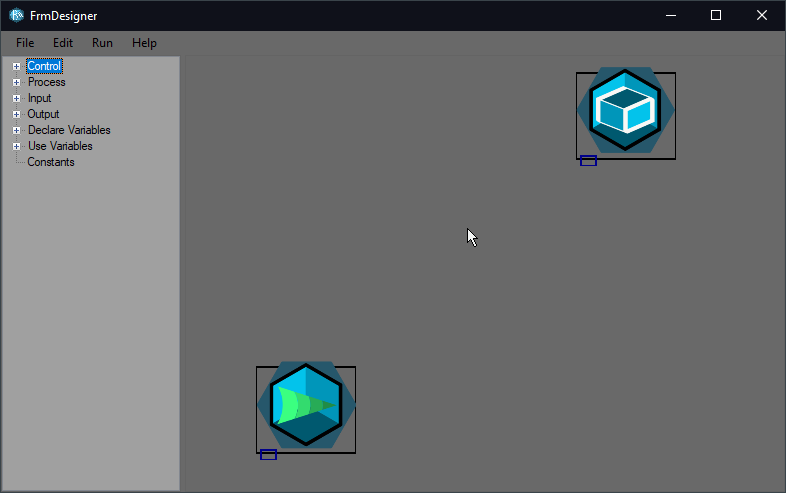 FrmDesigner
File Edit Run Help
Control
Process
Input
Output
Declare Variables
Use Variables
Constants